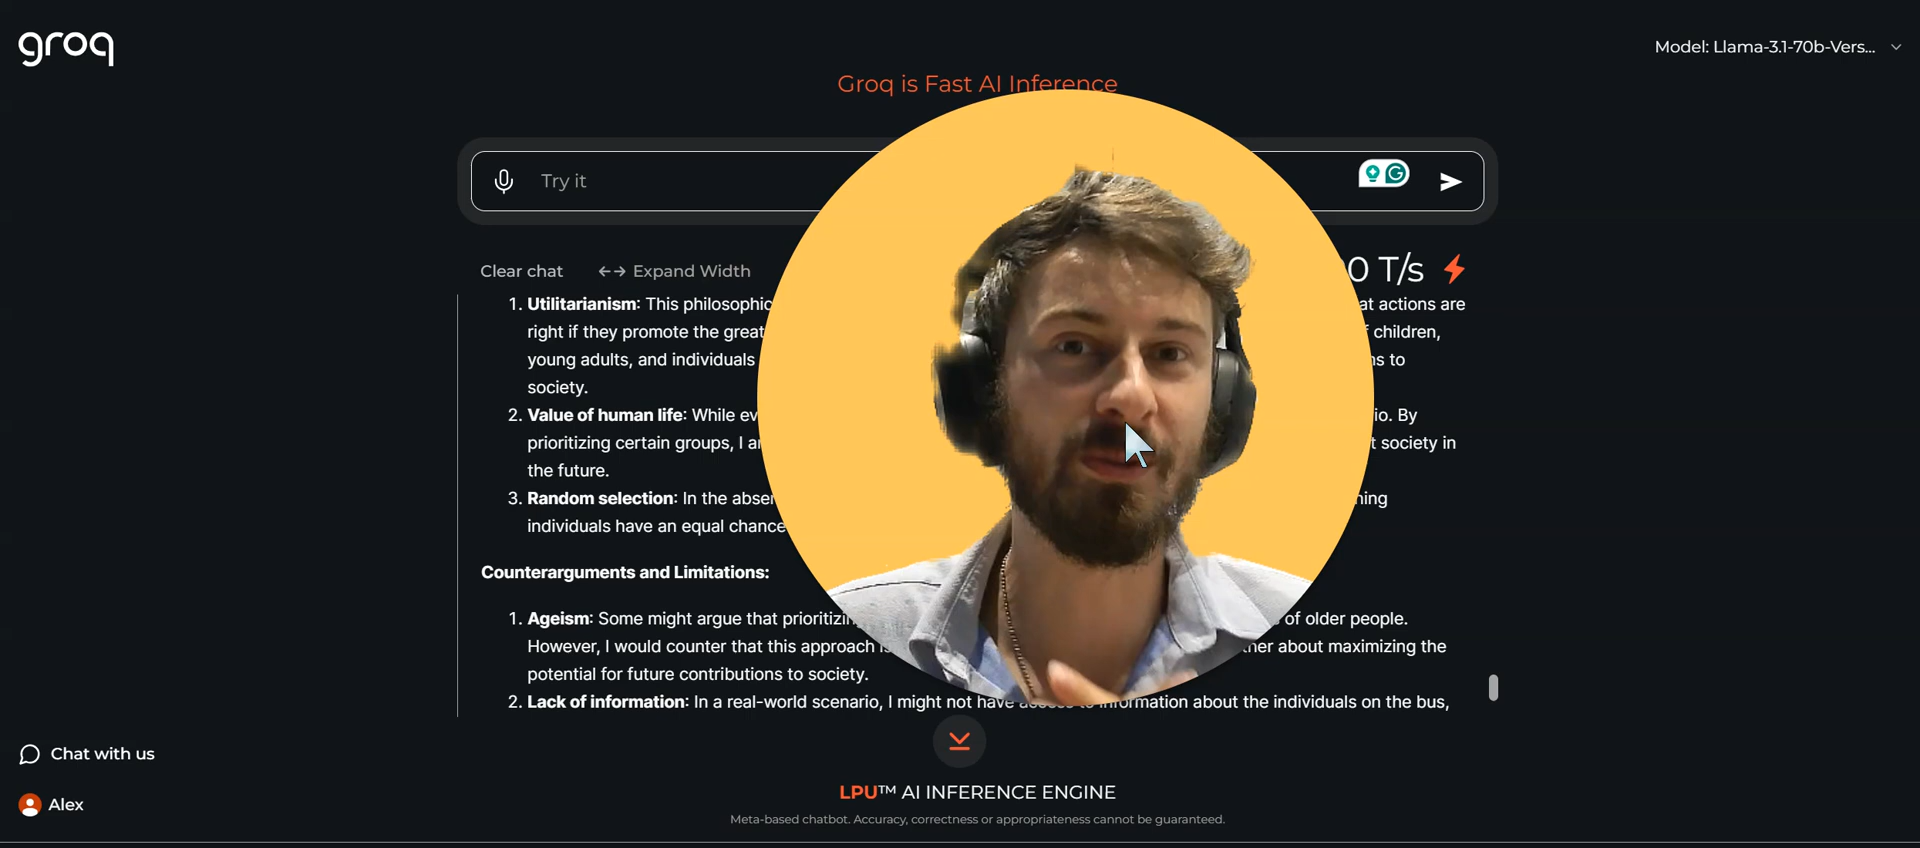 groq
Model: Llama-3.1-70b-Vers...
Groq is Fast AI Inference
Try it
Clear chat
Expand Width
0 T/s
1. Utilitarianism: This philosophic at actions are
right if they promote the great children,
young adults, and individuals to
society.
2. Value of human life: While ev By
prioritizing certain groups, I society in
the future.
3. Random selection: In the
individuals have an equal chance
Counterarguments and Limitations:
1. Ageism: Some might argue that of older people.
However, I would counter that this approach about maximizing the
potential for future contributions to society.
2. Lack of information: In a real-world scenario, I might not have information about the individuals on the bus,
Chat with us
Alex
LPU™ AI INFERENCE ENGINE
Meta-based chatbot. Accuracy, correctness or appropriateness cannot be guaranteed.